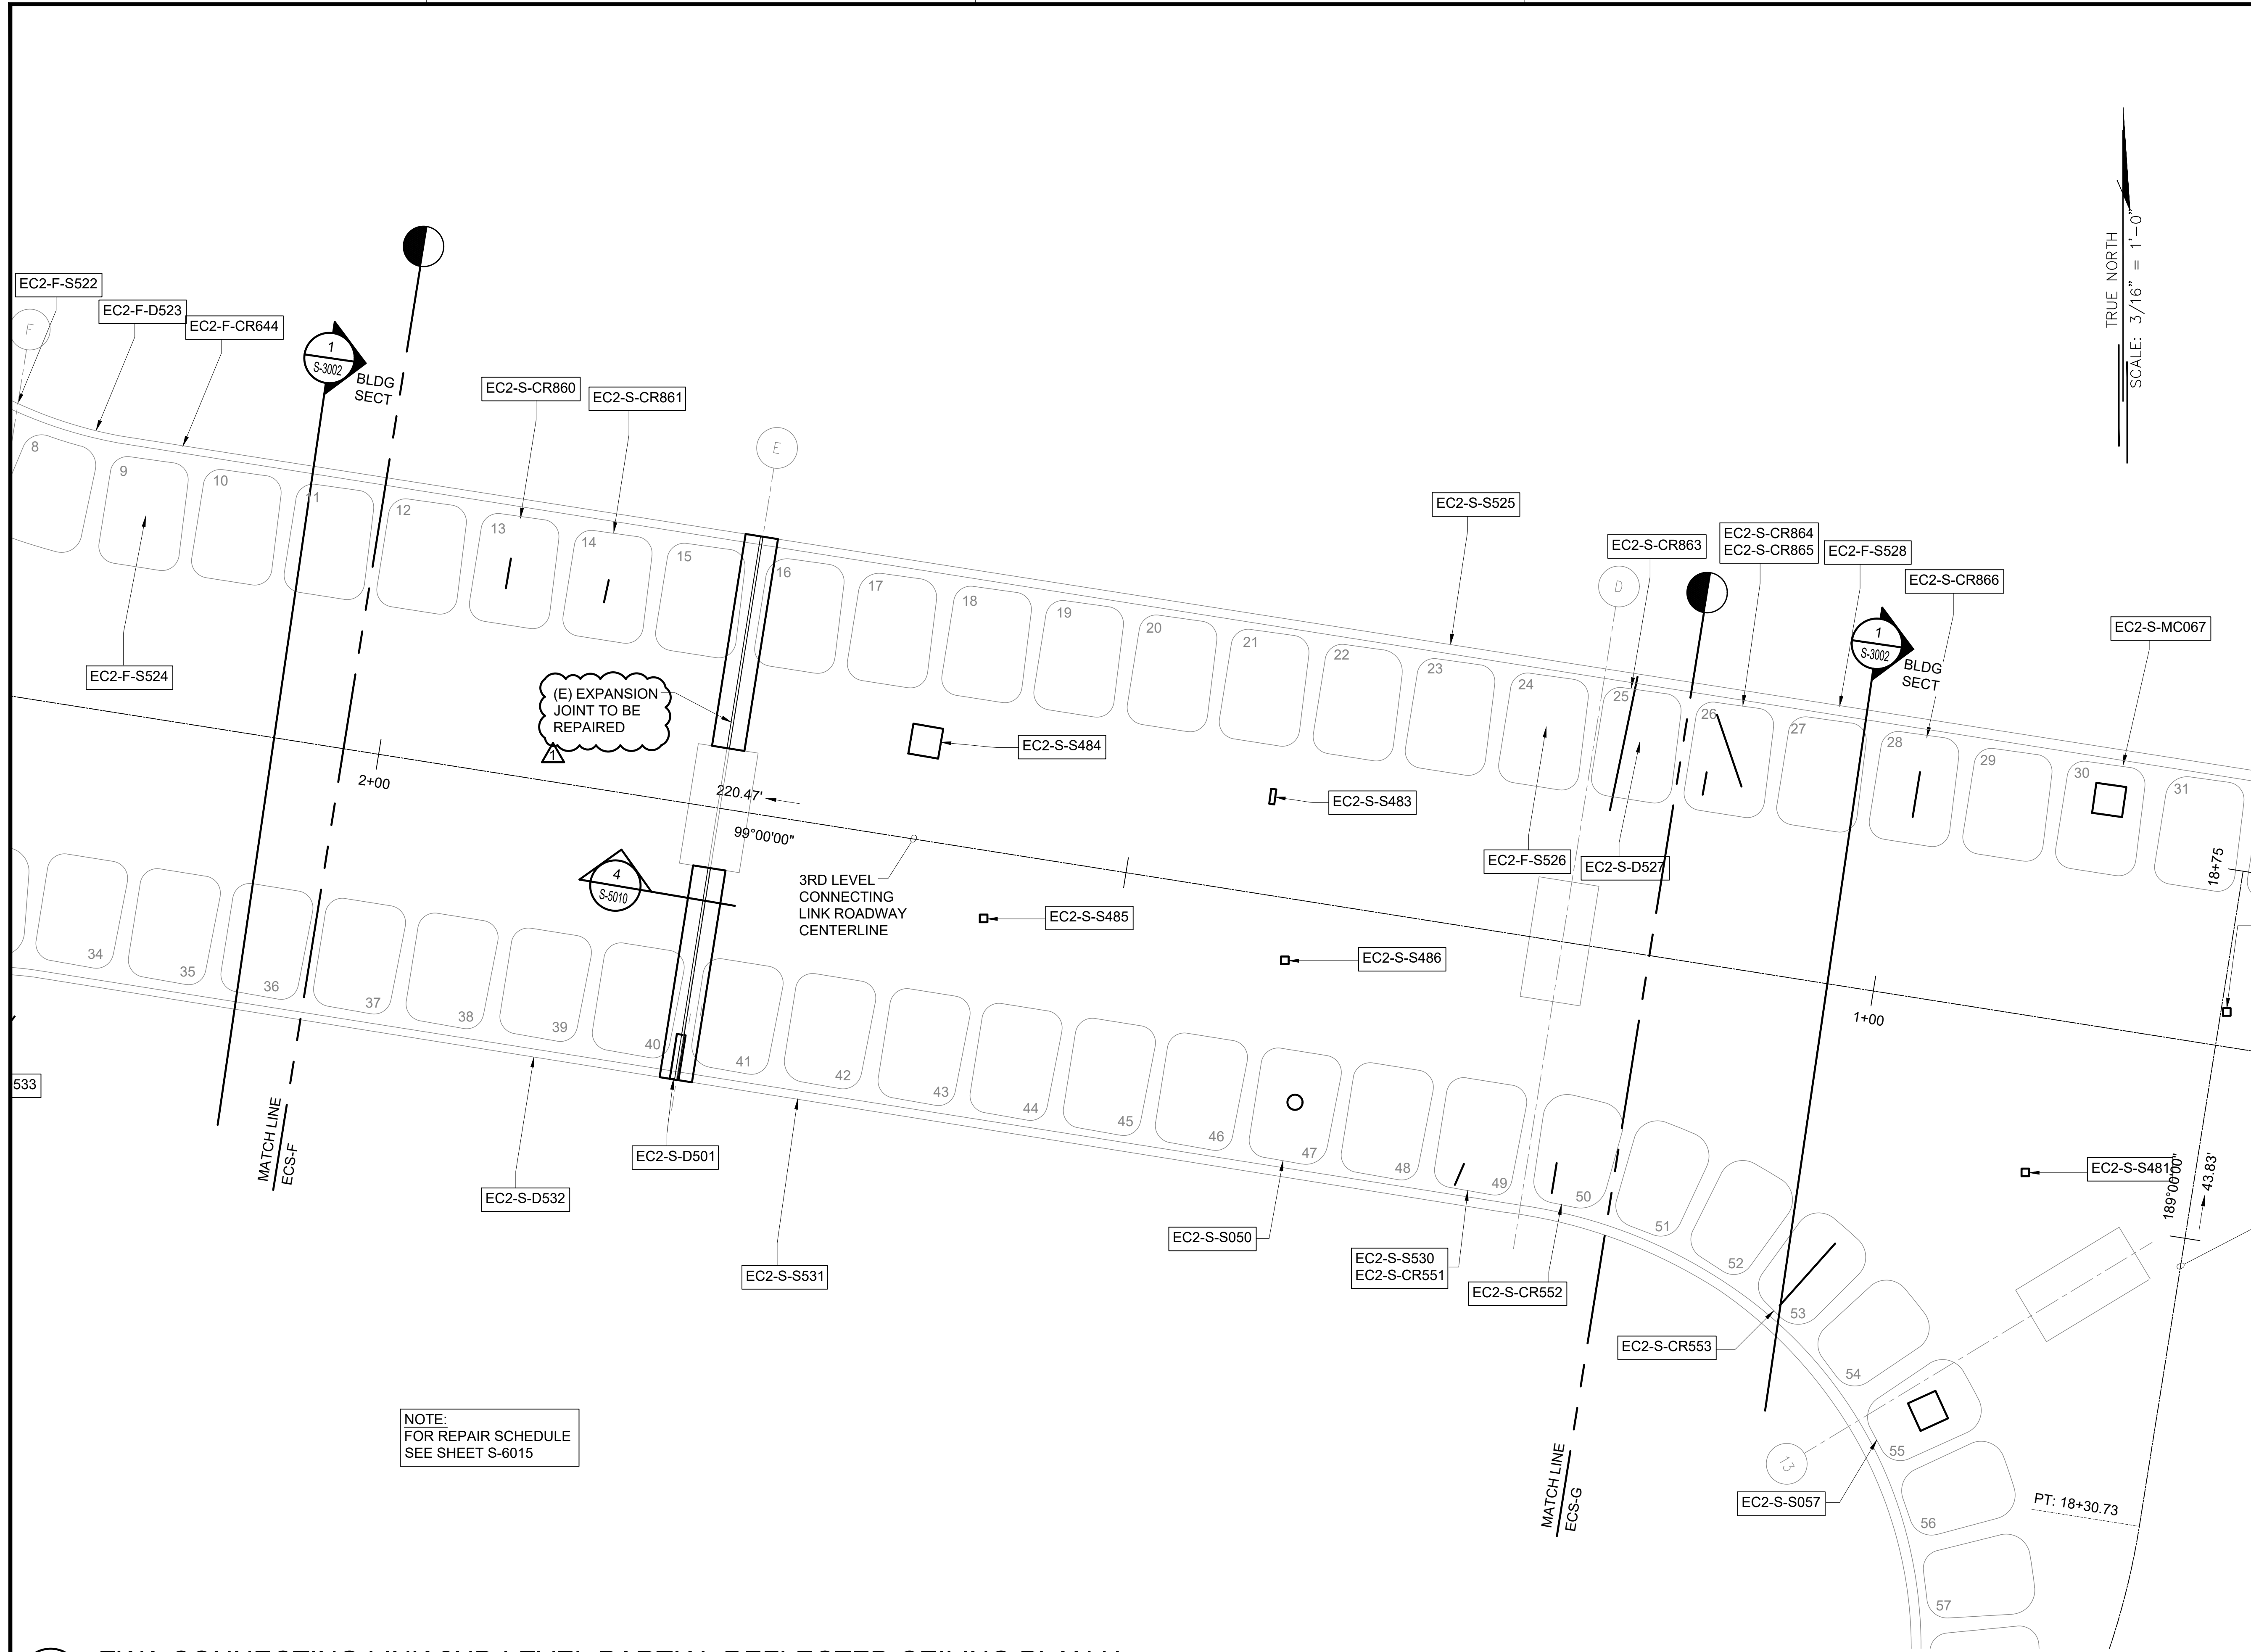 TRUE NORTH
SCALE: 3/16" = 1'-0"
EC2-F-S522
EC2-F-D523
EC2-F-CR644
F
1
S-3002
BLDG
SECT
EC2-S-CR860
EC2-S-CR861
E
EC2-S-S525
EC2-S-CR863
EC2-S-CR864
EC2-S-CR865
EC2-F-S528
EC2-S-CR866
D
1
S-3002
BLDG
SECT
EC2-S-MC067
8
9
10
11
12
13
14
15
16
17
18
19
20
21
22
23
24
25
26
27
28
29
30
31
EC2-F-S524
(E) EXPANSION
JOINT TO BE
REPAIRED
1
EC2-S-S484
2+00
220.47'
99°00'00"
EC2-S-S483
EC2-F-S526
EC2-S-D527
18+75
4
S-5010
3RD LEVEL
CONNECTING
LINK ROADWAY
CENTERLINE
EC2-S-S485
EC2-S-S486
1+00
34
35
36
37
38
39
40
41
42
43
44
45
46
47
48
49
50
51
52
53
54
55
56
57
533
MATCH LINE
ECS-F
EC2-S-D501
EC2-S-D532
EC2-S-S531
EC2-S-S050
EC2-S-S530
EC2-S-CR551
EC2-S-CR552
EC2-S-CR553
EC2-S-S481
189°00'00"
43.83'
NOTE:
FOR REPAIR SCHEDULE
SEE SHEET S-6015
MATCH LINE
ECS-G
13
EC2-S-S057
PT: 18+30.73